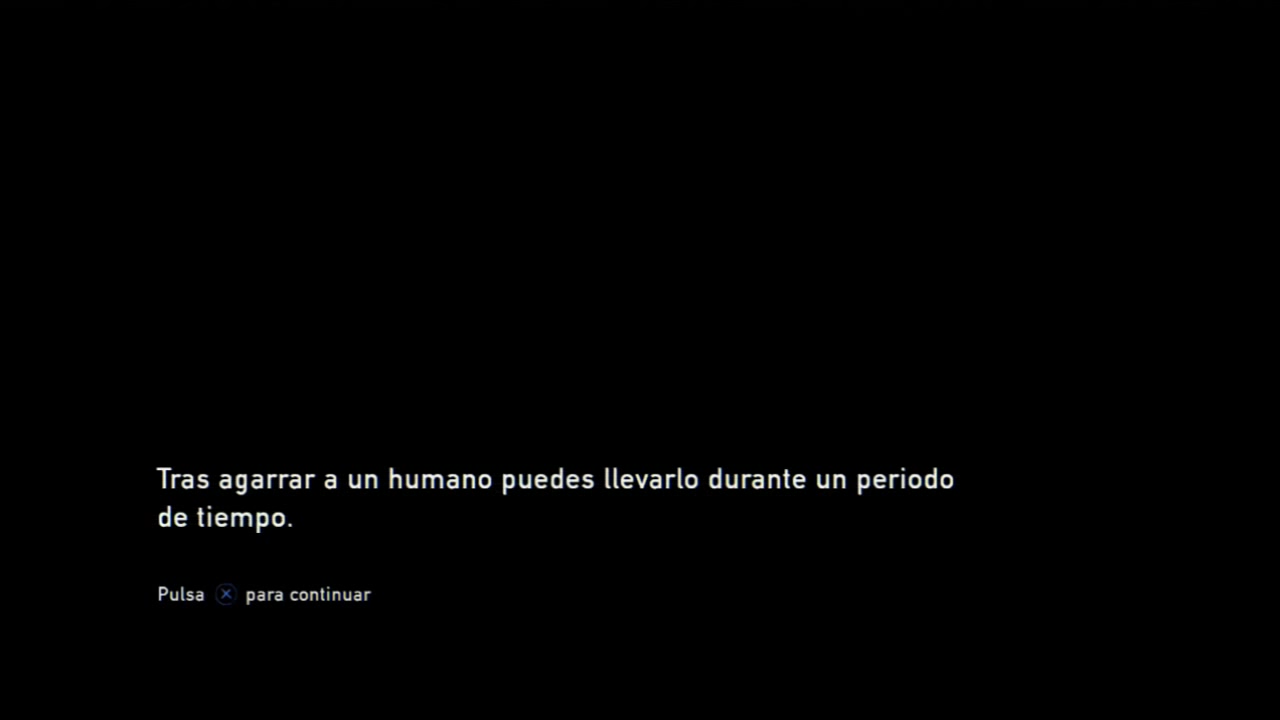 Tras agarrar a un humano puedes llevarlo durante un periodo
de tiempo.
Pulsa ⓧ para continuar